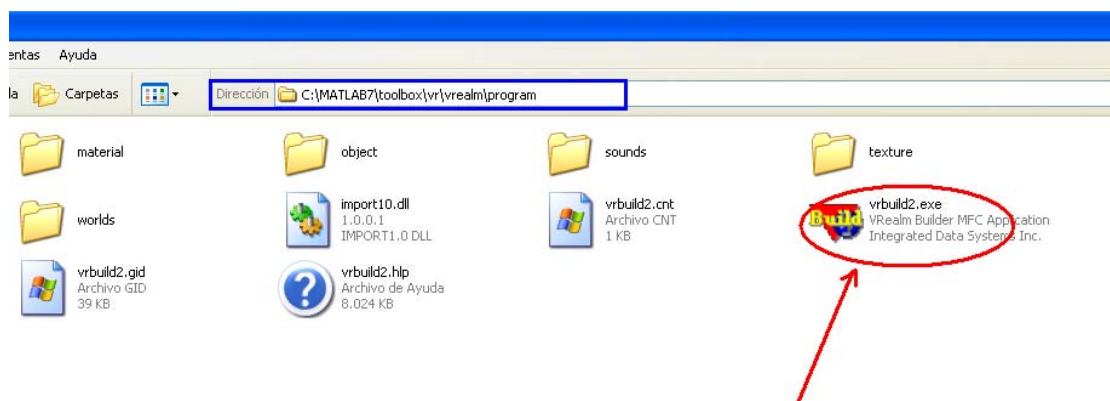 entas Ayuda
la Carpetas Dirección C:\MATLAB7\toolbox\vr\vrealm\program
material
object
sounds
texture
worlds
import10.dll
1.0.0.1
IMPORT1.0 DLL
vrbuild2.cnt
Archivo CNT
1 KB
Build
vrbuild2.exe
VRealm Builder MFC Application
Integrated Data Systems Inc.
vrbuild2.gid
Archivo GID
39 KB
vrbuild2.hlp
Archivo de Ayuda
8.024 KB